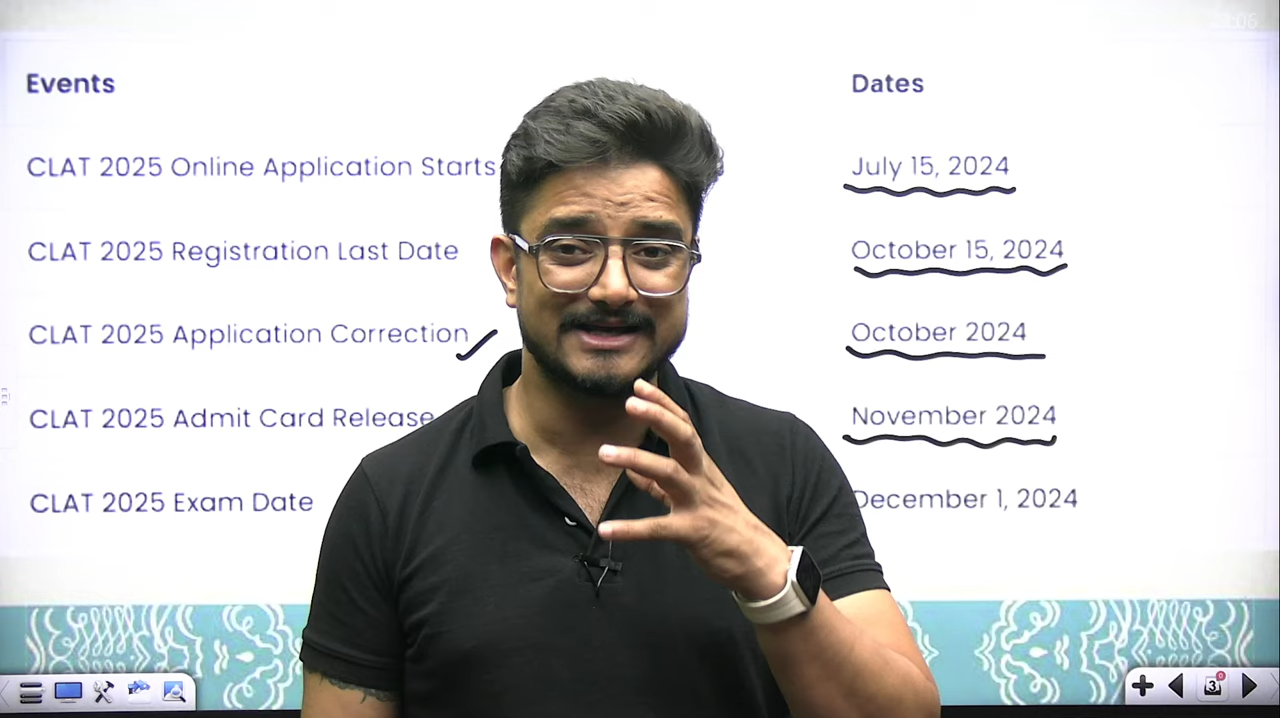 Events Dates
CLAT 2025 Online Application Starts July 15, 2024
CLAT 2025 Registration Last Date October 15, 2024
CLAT 2025 Application Correction October 2024
CLAT 2025 Admit Card Release November 2024
CLAT 2025 Exam Date December 1, 2024
3
0